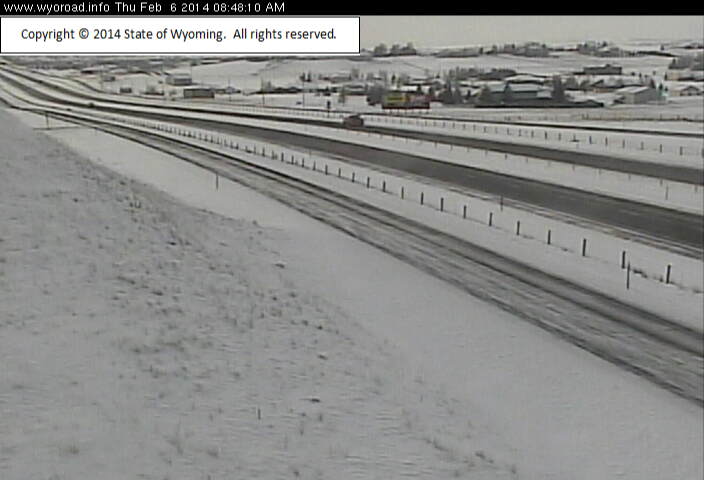 www.wyoroad.info Thu Feb  6 2014 08:48:10 AM
Copyright © 2014 State of Wyoming.  All rights reserved.